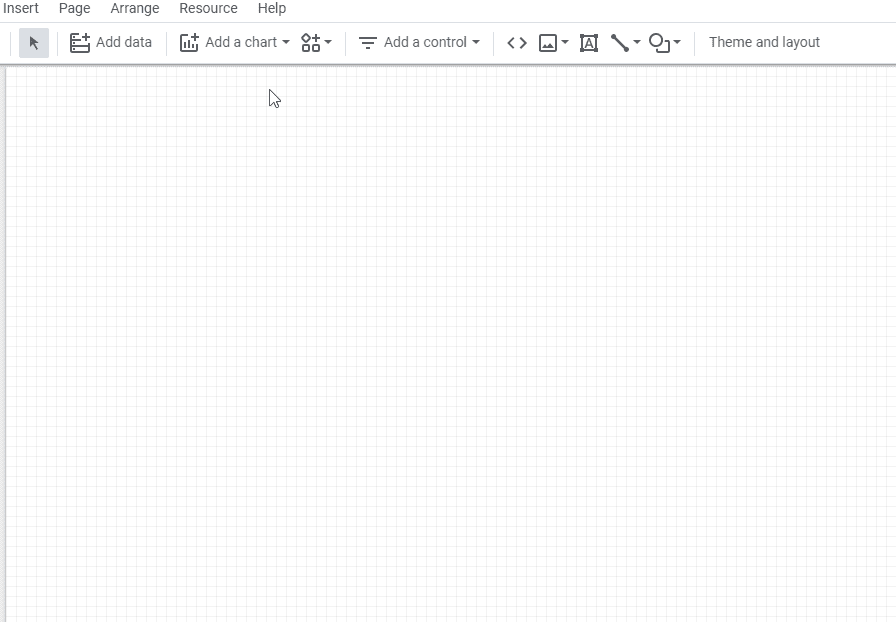 Insert Page Arrange Resource Help
Add data Add a chart Add a control A Theme and layout